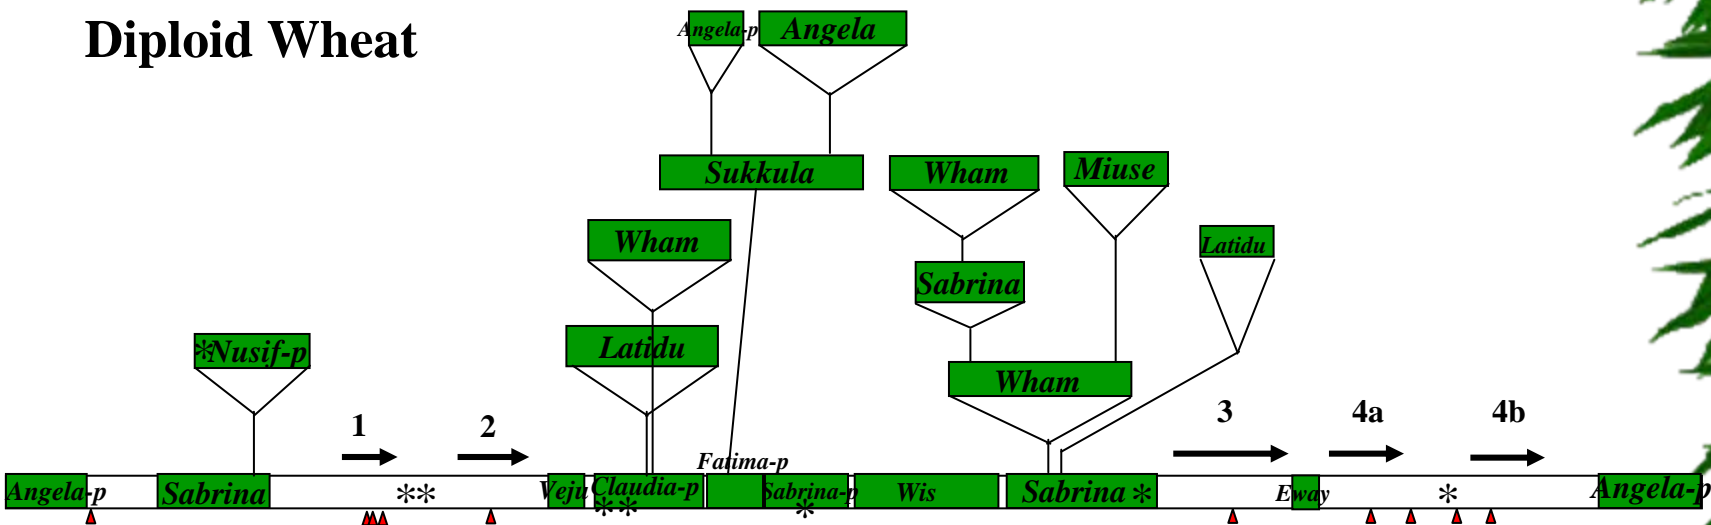 Diploid Wheat
Angela-p
Angela
Sukkula
Wham
Miuse
Wham
Latidu
Sabrina
*Nusif-p
Latidu
Wham
1
2
3
4a
4b
Fatima-p
Angela-p
Sabrina
**
Veju
Claudia-p
**
Sabrina-p
*
Wis
Sabrina *
Eway
*
Angela-p